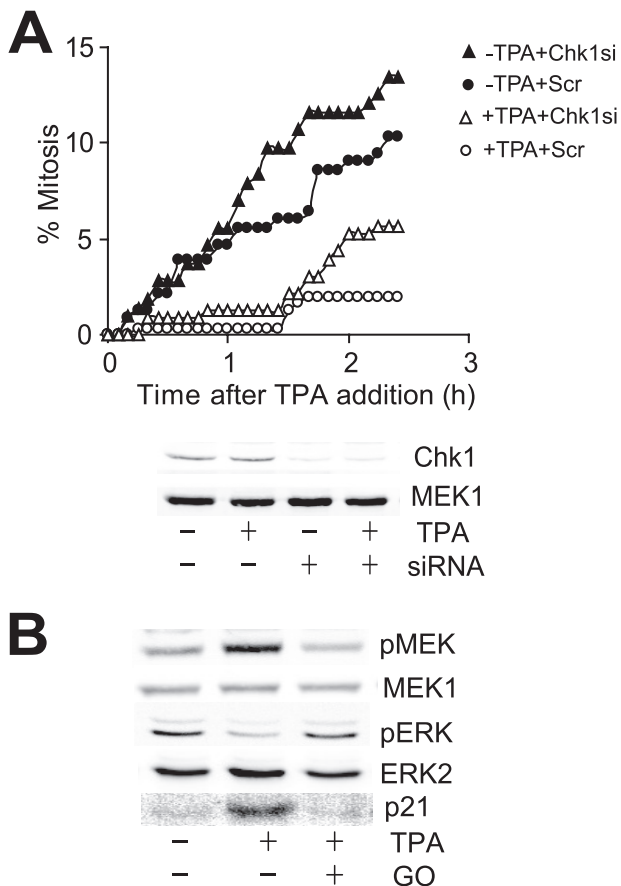 A
15
10
5
0
% Mitosis
0 1 2 3
Time after TPA addition (h)
-TPA+Chk1si
-TPA+Scr
+TPA+Chk1si
+TPA+Scr
Chk1
MEK1
− + − + TPA
− − + + siRNA
B
pMEK
MEK1
pERK
ERK2
p21
− + + TPA
− − + GO